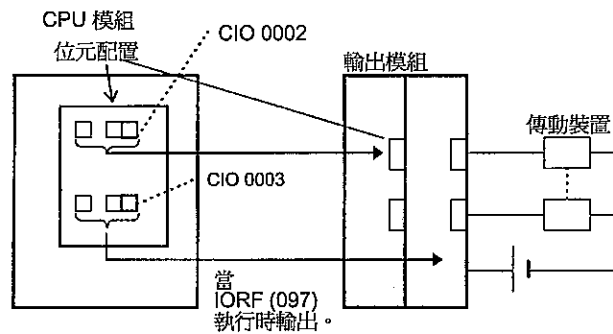 CPU 模組
位元配置
CIO 0002
輸出模組
傳動裝置
CIO 0003
當
IORF (097)
執行時輸出。